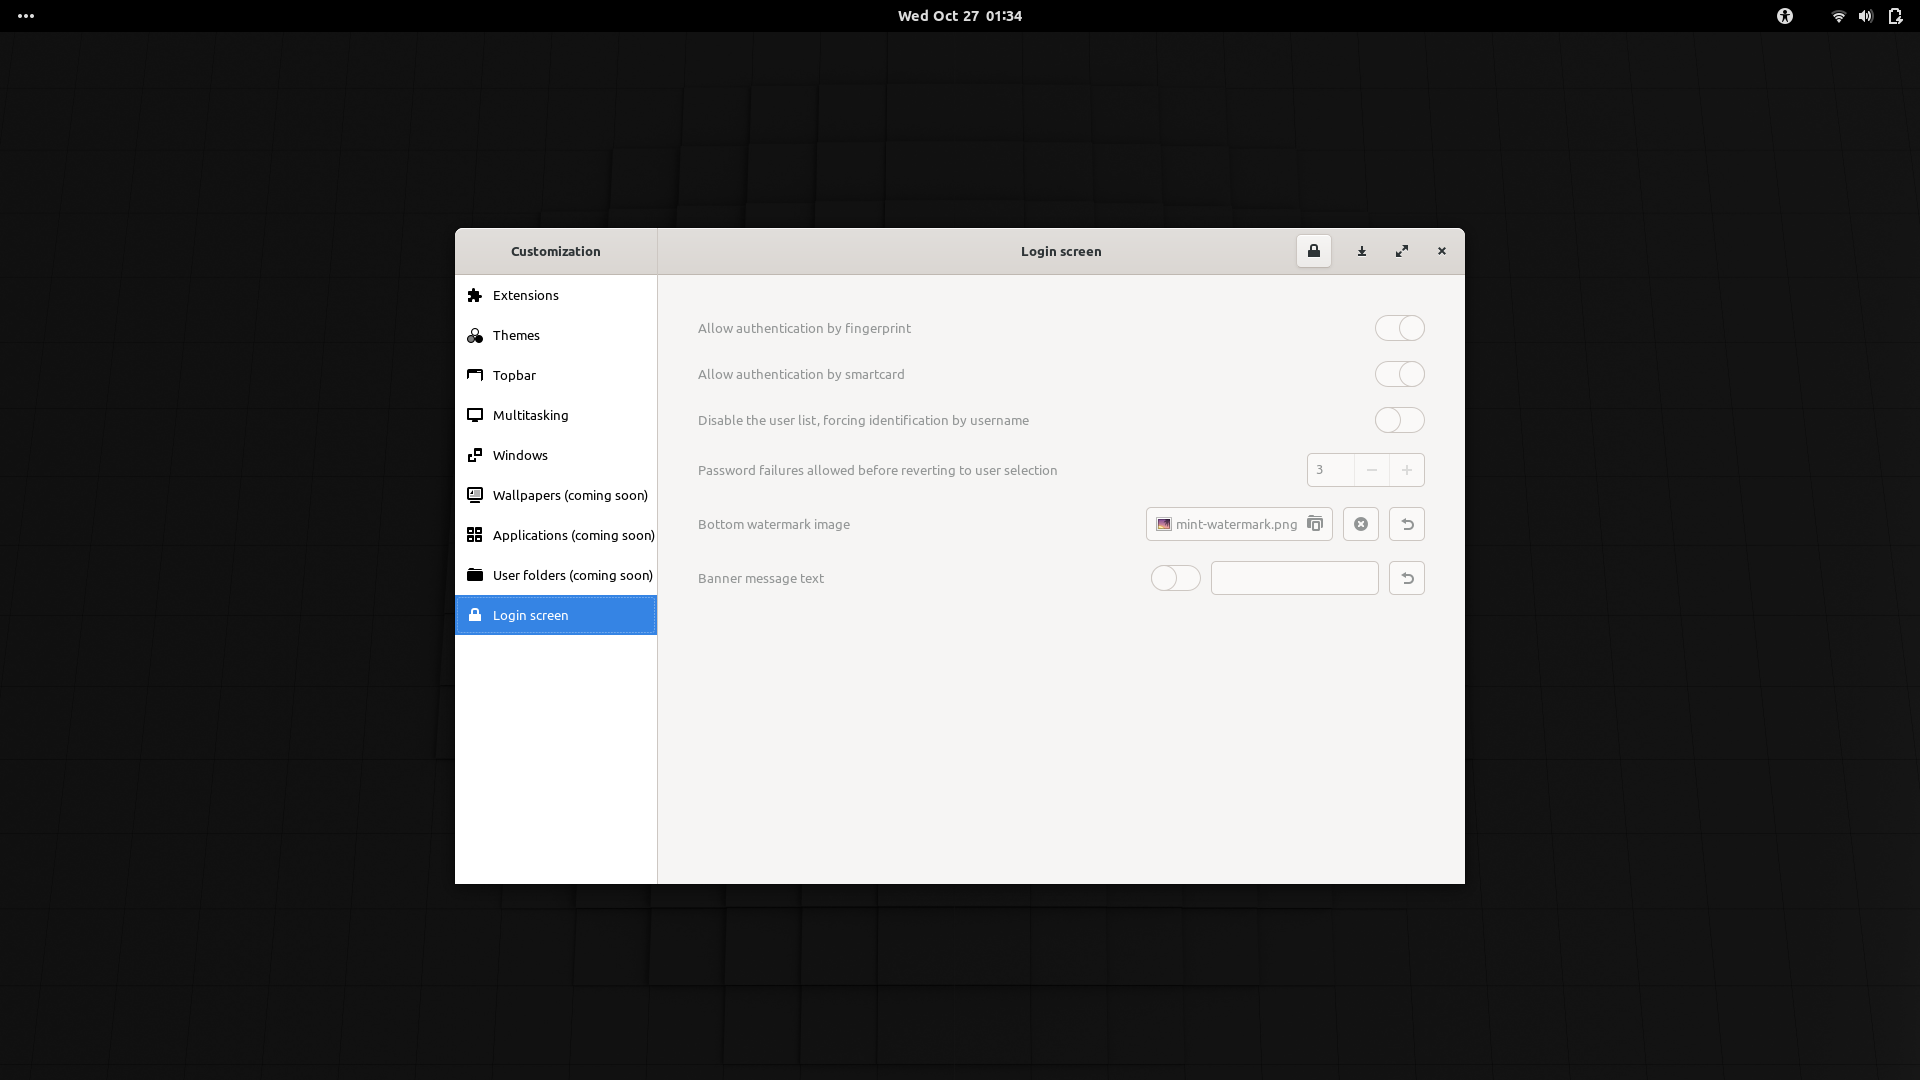 Wed Oct 27 01:34
Customization
Login screen
Extensions
Themes
Topbar
Multitasking
Windows
Wallpapers (coming soon)
Applications (coming soon)
User folders (coming soon)
Login screen
Allow authentication by fingerprint
Allow authentication by smartcard
Disable the user list, forcing identification by username
Password failures allowed before reverting to user selection 3
Bottom watermark image mint-watermark.png
Banner message text